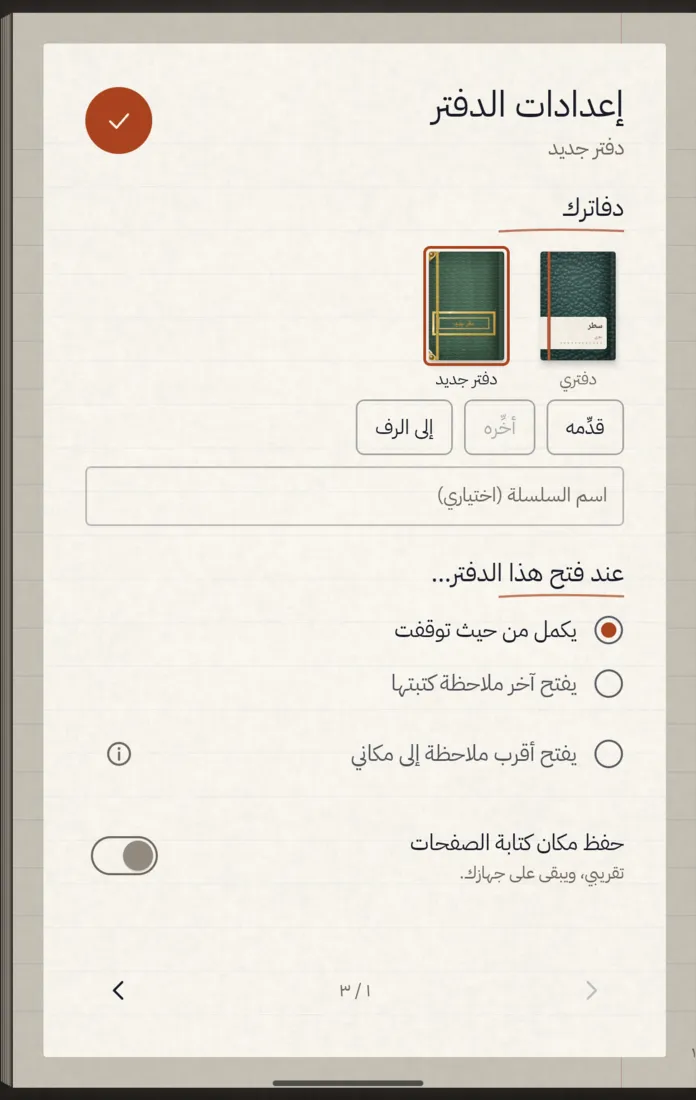 إعدادات الدفتر
دفتر جديد
دفاترك
سطر
دفتري
دفتر جديد
قدِّمه
أخِّره
إلى الرف
اسم السلسلة (اختياري)
عند فتح هذا الدفتر...
يكمل من حيث توقفت
يفتح آخر ملاحظة كتبتها
يفتح أقرب ملاحظة إلى مكاني
حفظ مكان كتابة الصفحات
تقريبي، ويبقى على جهازك.
١ / ٣
١